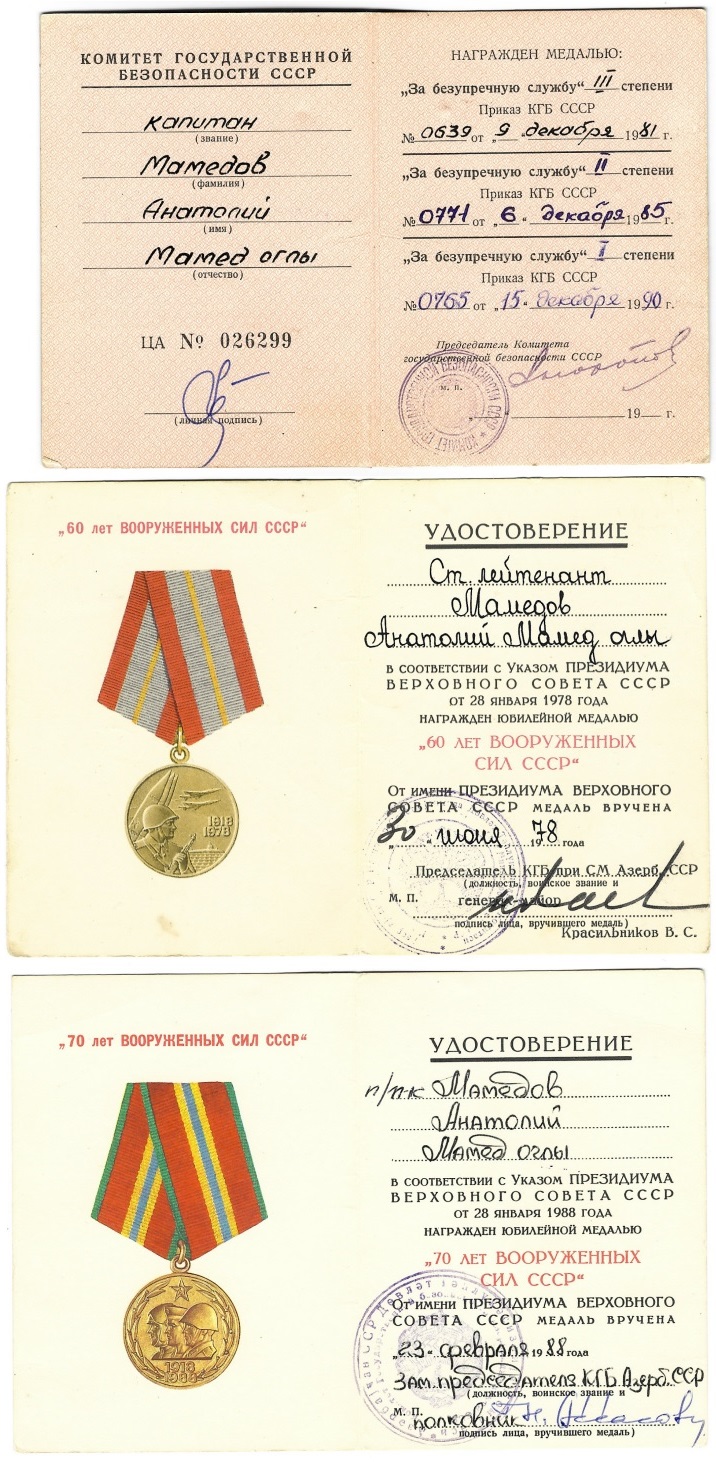 КОМИТЕТ ГОСУДАРСТВЕННОЙ
БЕЗОПАСНОСТИ СССР
капитан
(звание)
Мамедов
(фамилия)
Анатолий
(имя)
Мамед оглы
(отчество)
ЦА № 026299
(личная подпись)
НАГРАЖДЕН МЕДАЛЬЮ:
„За безупречную службу“ III степени
Приказ КГБ СССР
№ 0639 от „ 9 “ декабря 1981 г.
„За безупречную службу“ II степени
Приказ КГБ СССР
№ 0771 от „ 6 “ декабря 1985 г.
„За безупречную службу“ I степени
Приказ КГБ СССР
№ 0765 от „ 15 “ декабря 1990 г.
Председатель Комитета
государственной безопасности СССР
м. п.
19 г.
КОМИТЕТ ГОСУДАРСТВЕННОЙ БЕЗОПАСНОСТИ СССР
„60 лет ВООРУЖЕННЫХ СИЛ СССР“
1918
1978
УДОСТОВЕРЕНИЕ
Ст. лейтенант
Мамедов
Анатолий Мамед оглы
в соответствии с Указом ПРЕЗИДИУМА
ВЕРХОВНОГО СОВЕТА СССР
от 28 января 1978 года
награжден юбилейной медалью
„60 лет ВООРУЖЕННЫХ
СИЛ СССР“
От имени ПРЕЗИДИУМА ВЕРХОВНОГО
СОВЕТА СССР медаль вручена
„ 30 “ июня 1978 года
Председатель КГБ при СМ Азерб. ССР
(должность, воинское звание и
М. П. генерал-майор
подпись лица, вручившего медаль)
Красильников В. С.
„70 лет ВООРУЖЕННЫХ СИЛ СССР“
1918
1988
УДОСТОВЕРЕНИЕ
п/п-к Мамедов
Анатолий
Мамед оглы
в соответствии с Указом ПРЕЗИДИУМА
ВЕРХОВНОГО СОВЕТА СССР
от 28 января 1988 года
награжден юбилейной медалью
„70 лет ВООРУЖЕННЫХ
СИЛ СССР“
От имени ПРЕЗИДИУМА ВЕРХОВНОГО
СОВЕТА СССР медаль вручена
„23“ февраля 1988 года
Зам. председателя КГБ Азерб. ССР
(должность, воинское звание и
М. П. полковник
подпись лица, вручившего медаль)